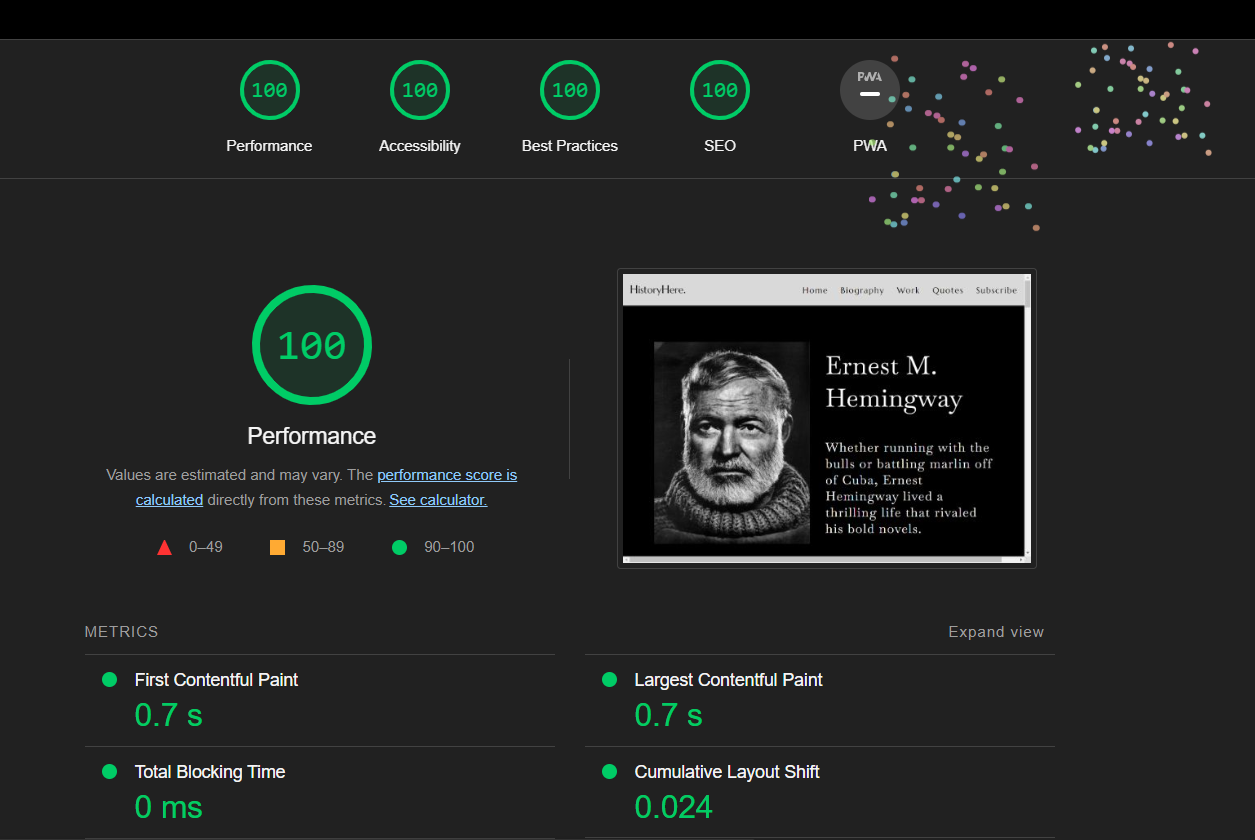 100 100 100 100 PWA
Performance Accessibility Best Practices SEO PWA
100
Performance
Values are estimated and may vary. The performance score is
calculated directly from these metrics. See calculator.
0–49 50–89 90–100
HistoryHere. Home Biography Work Quotes Subscribe
Ernest M.
Hemingway
Whether running with the
bulls or battling marlin off
of Cuba, Ernest
Hemingway lived a
thrilling life that rivaled
his bold novels.
METRICS Expand view
First Contentful Paint
0.7 s
Largest Contentful Paint
0.7 s
Total Blocking Time
0 ms
Cumulative Layout Shift
0.024